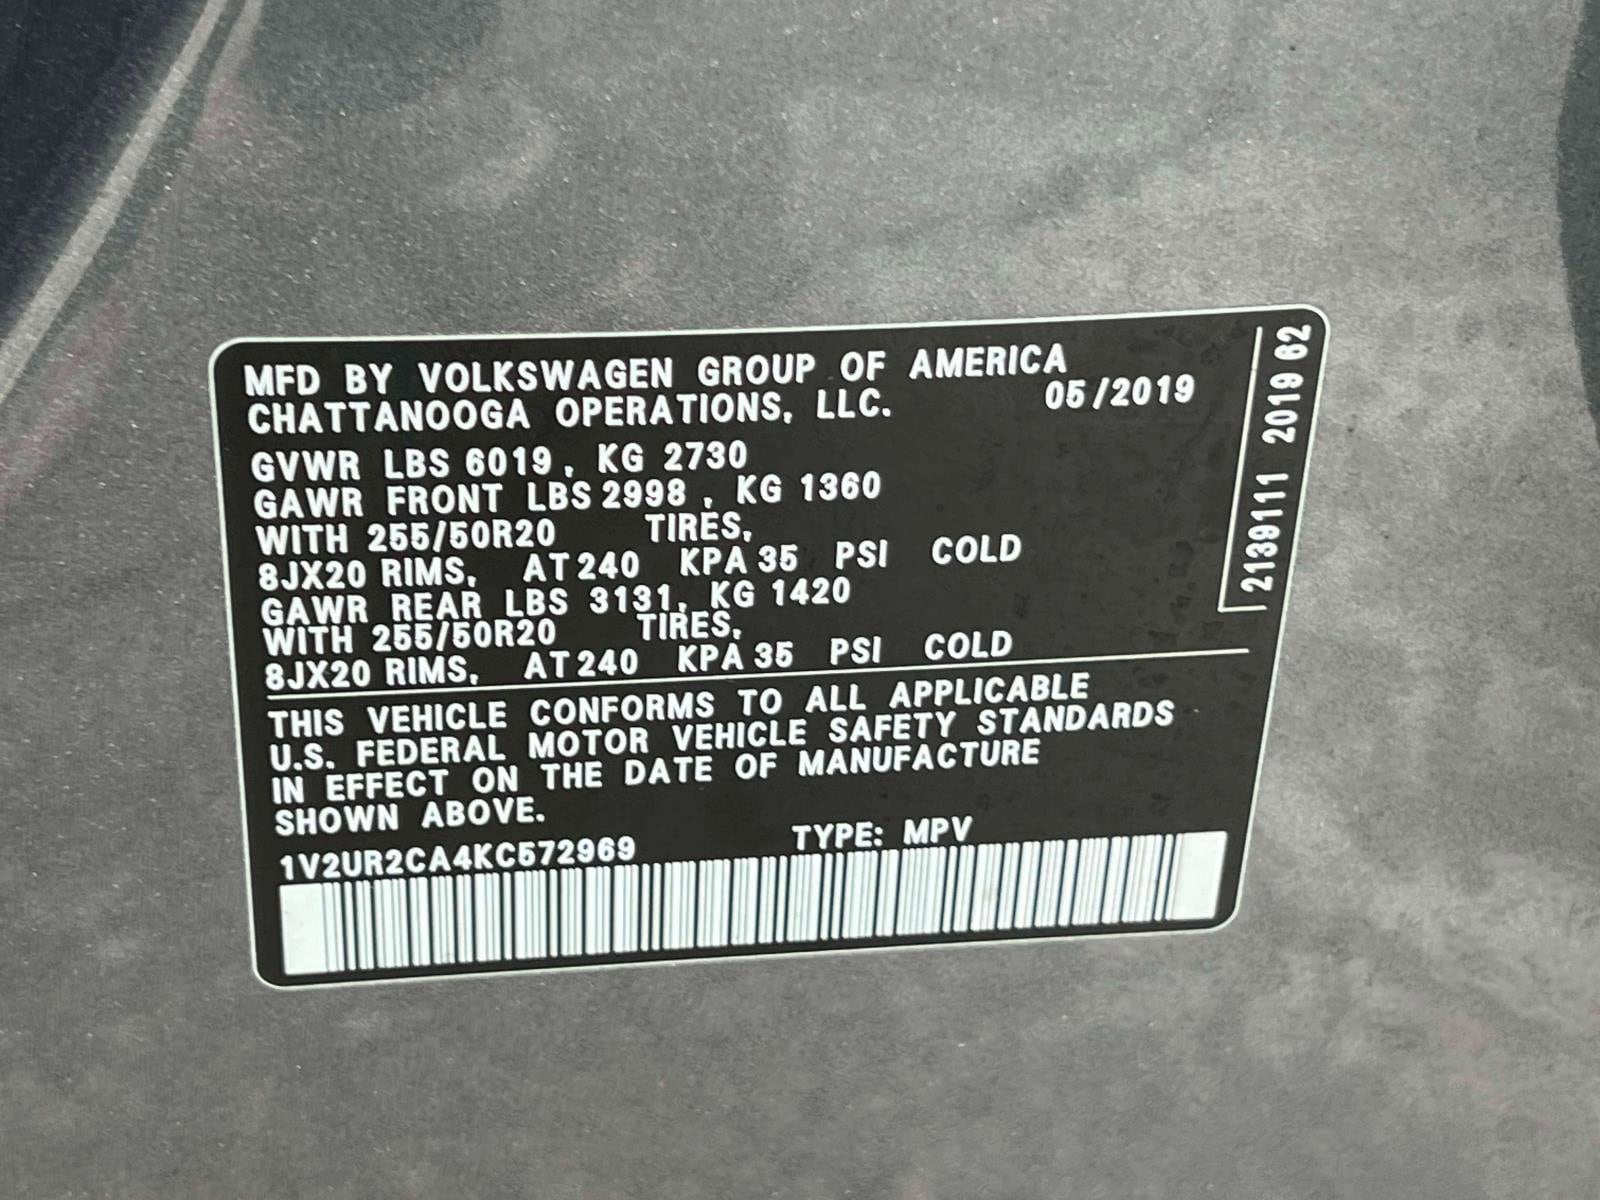 MFD BY VOLKSWAGEN GROUP OF AMERICA
CHATTANOOGA OPERATIONS, LLC. 05/2019
GVWR LBS 6019, KG 2730
GAWR FRONT LBS 2998, KG 1360
WITH 255/50R20 TIRES,
8JX20 RIMS, AT 240 KPA 35 PSI COLD
GAWR REAR LBS 3131, KG 1420
WITH 255/50R20 TIRES,
8JX20 RIMS, AT 240 KPA 35 PSI COLD
THIS VEHICLE CONFORMS TO ALL APPLICABLE
U.S. FEDERAL MOTOR VEHICLE SAFETY STANDARDS
IN EFFECT ON THE DATE OF MANUFACTURE
SHOWN ABOVE.
1V2UR2CA4KC572969 TYPE: MPV
2139111 2019 62